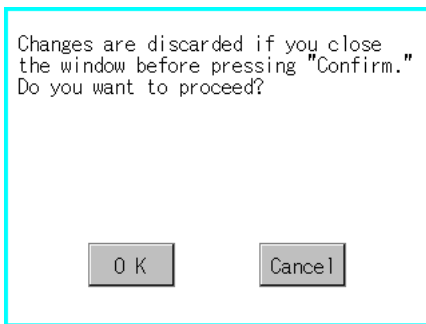 Changes are discarded if you close
the window before pressing "Confirm."
Do you want to proceed?
O K
Cancel